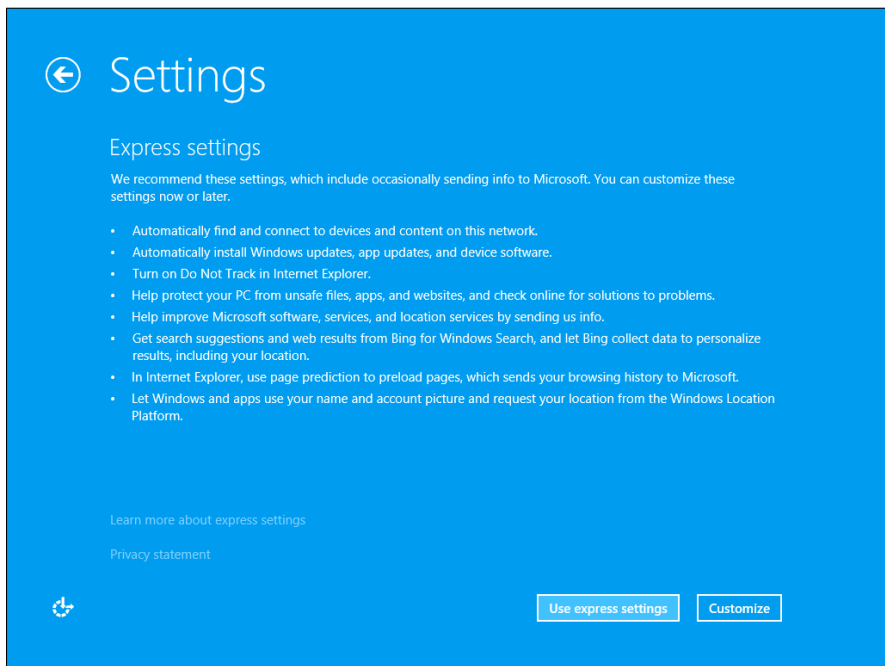 Settings
Express settings
We recommend these settings, which include occasionally sending info to Microsoft. You can customize these
settings now or later.
• Automatically find and connect to devices and content on this network.
• Automatically install Windows updates, app updates, and device software.
• Turn on Do Not Track in Internet Explorer.
• Help protect your PC from unsafe files, apps, and websites, and check online for solutions to problems.
• Help improve Microsoft software, services, and location services by sending us info.
• Get search suggestions and web results from Bing for Windows Search, and let Bing collect data to personalize
results, including your location.
• In Internet Explorer, use page prediction to preload pages, which sends your browsing history to Microsoft.
• Let Windows and apps use your name and account picture and request your location from the Windows Location
Platform.
Learn more about express settings
Privacy statement
Use express settings
Customize